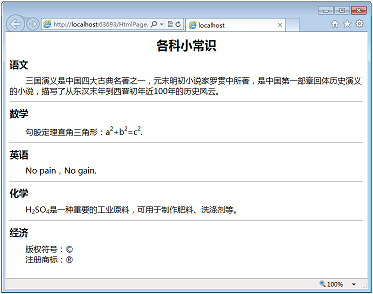 http://localhost:63693/HtmlPage.
localhost
各科小常识
语文
三国演义是中国四大古典名著之一，元末明初小说家罗贯中所著，是中国第一部章回体历史演义
的小说，描写了从东汉末年到西晋初年近100年的历史风云。
数学
勾股定理直角三角形：a²+b²=c².
英语
No pain，No gain.
化学
H₂SO₄是一种重要的工业原料，可用于制作肥料、洗涤剂等。
经济
版权符号：©
注册商标：®
100%